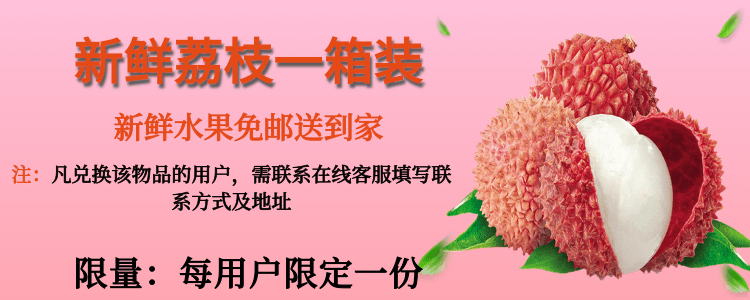 新鲜荔枝一箱装
新鲜水果免邮送到家
注：凡兑换该物品的用户，需联系在线客服填写联
系方式及地址
限量：每用户限定一份